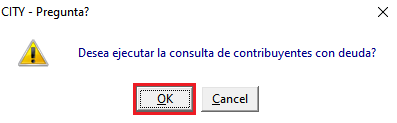 CITY - Pregunta?
Desea ejecutar la consulta de contribuyentes con deuda?
OK
Cancel